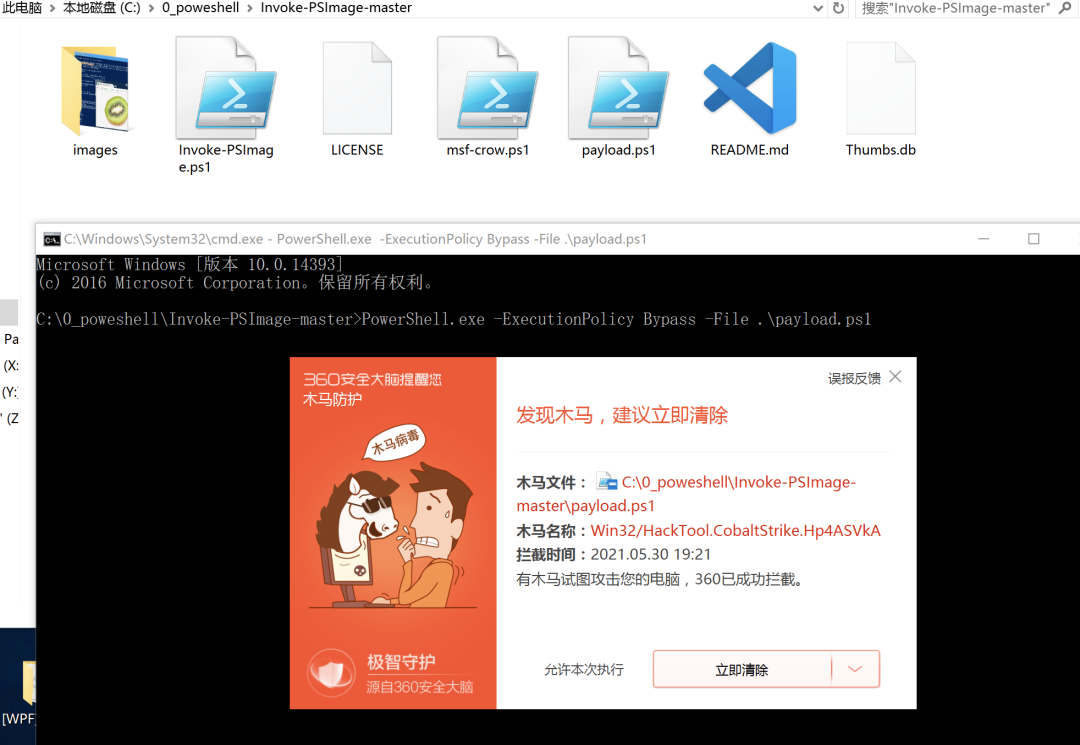 此电脑 > 本地磁盘 (C:) > 0_poweshell > Invoke-PSImage-master
搜索"Invoke-PSImage-master"
images
Invoke-PSImag
e.ps1
LICENSE
msf-crow.ps1
payload.ps1
README.md
Thumbs.db
Pa
(X:
(Y:
' (Z
[WPF]
C:\Windows\System32\cmd.exe - PowerShell.exe  -ExecutionPolicy Bypass -File .\payload.ps1
Microsoft Windows [版本 10.0.14393]
(c) 2016 Microsoft Corporation。保留所有权利。
C:\0_poweshell\Invoke-PSImage-master>PowerShell.exe -ExecutionPolicy Bypass -File .\payload.ps1
360安全大脑提醒您
木马防护
木马病毒
极智守护
源自360安全大脑
误报反馈
发现木马，建议立即清除
木马文件： C:\0_poweshell\Invoke-PSImage-
master\payload.ps1
木马名称：Win32/HackTool.CobaltStrike.Hp4ASVkA
拦截时间：2021.05.30 19:21
有木马试图攻击您的电脑，360已成功拦截。
允许本次执行
立即清除